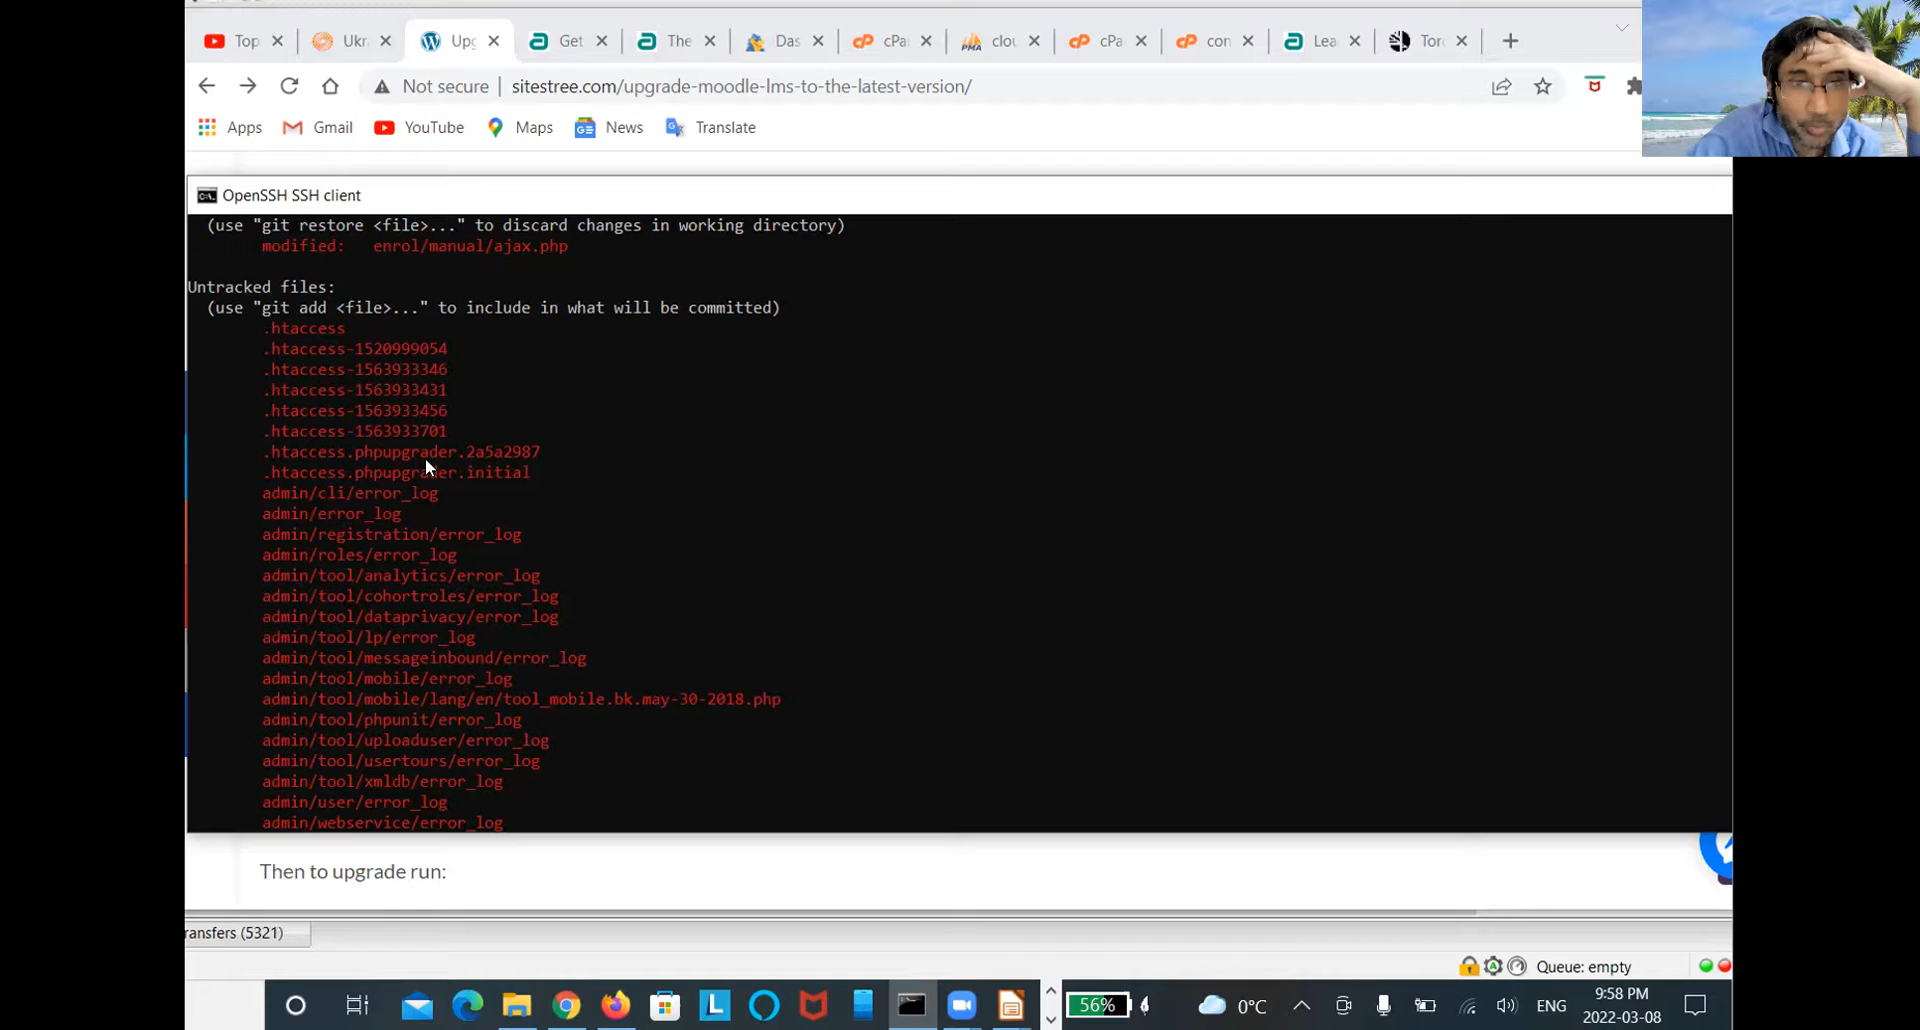 Top
Ukr
Upg
Get
The
Das
cPa
clou
cPa
con
Lea
Tor
Not secure
sitestree.com/upgrade-moodle-lms-to-the-latest-version/
Apps
Gmail
YouTube
Maps
News
Translate
OpenSSH SSH client
(use "git restore <file>..." to discard changes in working directory)
modified: enrol/manual/ajax.php
Untracked files:
(use "git add <file>..." to include in what will be committed)
.htaccess
.htaccess-1520999054
.htaccess-1563933346
.htaccess-1563933431
.htaccess-1563933456
.htaccess-1563933701
.htaccess.phpupgrader.2a5a2987
.htaccess.phpupgrader.initial
admin/cli/error_log
admin/error_log
admin/registration/error_log
admin/roles/error_log
admin/tool/analytics/error_log
admin/tool/cohortroles/error_log
admin/tool/dataprivacy/error_log
admin/tool/lp/error_log
admin/tool/messageinbound/error_log
admin/tool/mobile/error_log
admin/tool/mobile/lang/en/tool_mobile.bk.may-30-2018.php
admin/tool/phpunit/error_log
admin/tool/uploaduser/error_log
admin/tool/usertours/error_log
admin/tool/xmldb/error_log
admin/user/error_log
admin/webservice/error_log
Then to upgrade run:
ransfers (5321)
Queue: empty
56%
0°C
ENG
9:58 PM
2022-03-08